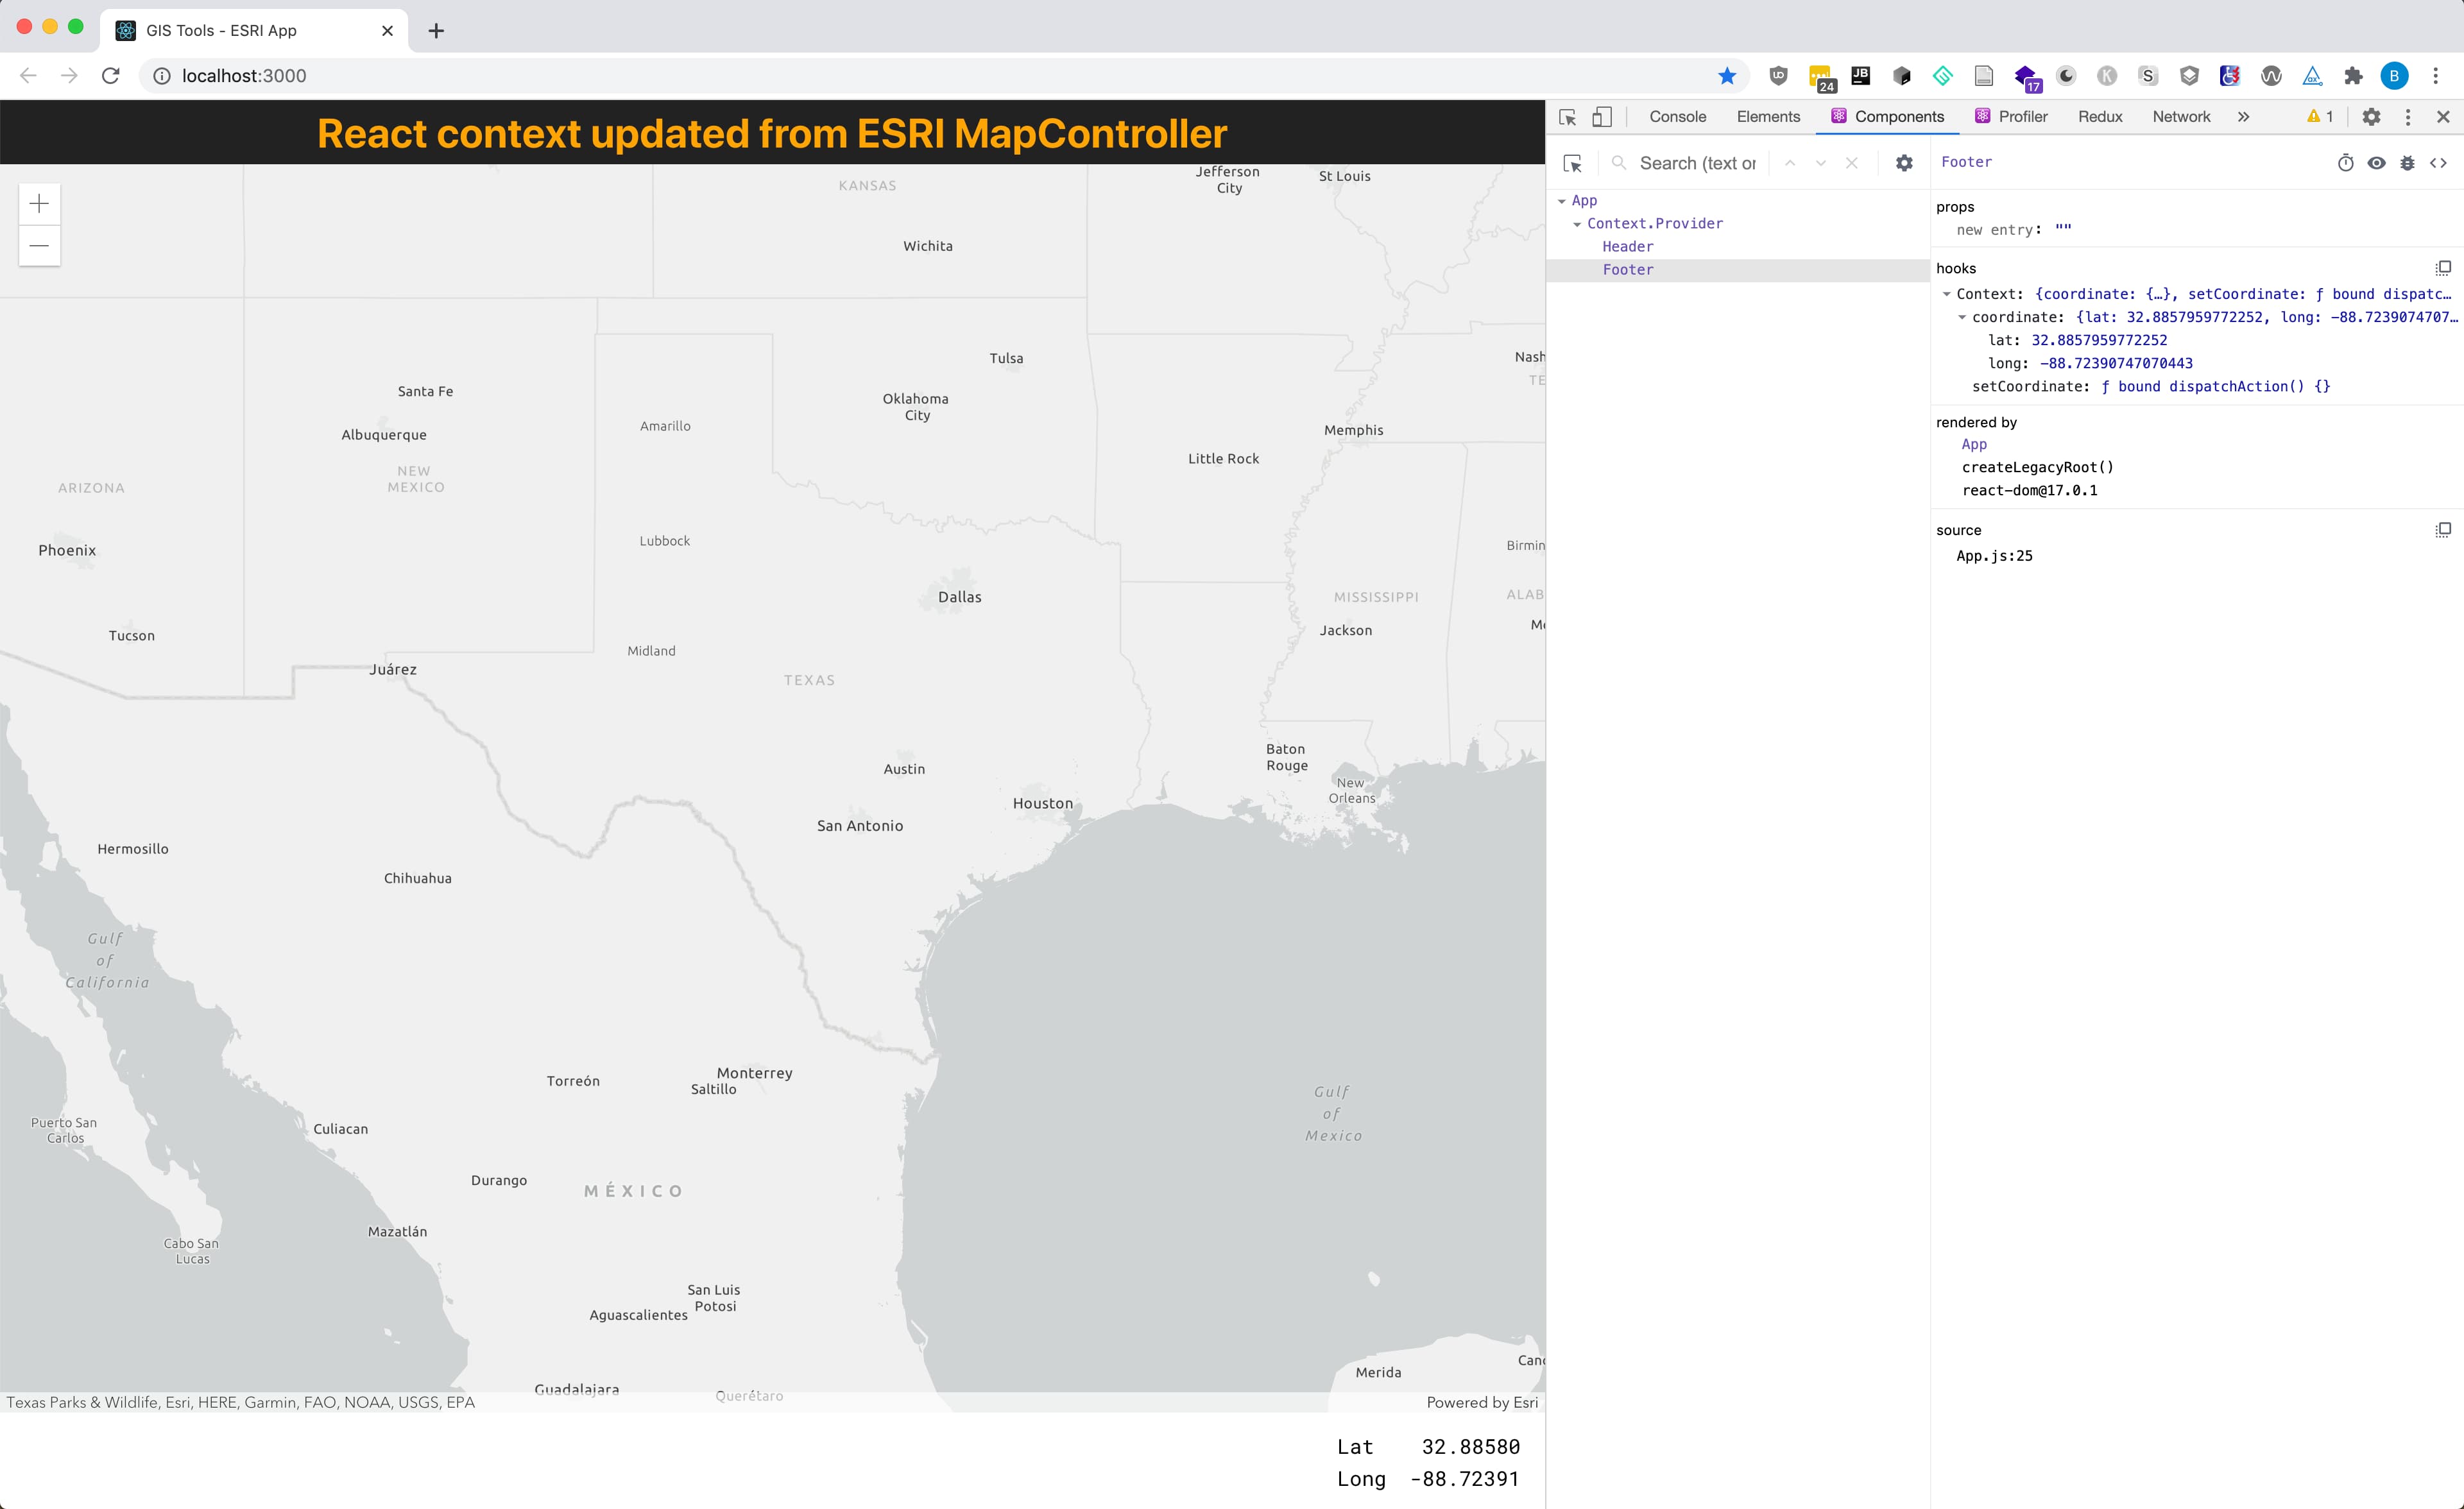 GIS Tools - ESRI App
localhost:3000
24
JB
17
K
S
B
React context updated from ESRI MapController
Console
Elements
Components
Profiler
Redux
Network
1
Search (text or
Footer
App
Context.Provider
Header
Footer
props
new entry: ""
hooks
Context: {coordinate: {…}, setCoordinate: ƒ bound dispatc…
coordinate: {lat: 32.8857959772252, long: -88.7239074707…
lat: 32.8857959772252
long: -88.72390747070443
setCoordinate: ƒ bound dispatchAction() {}
rendered by
App
createLegacyRoot()
react-dom@17.0.1
source
App.js:25
KANSAS
Jefferson
City
St Louis
Wichita
Tulsa
Nash
TE
Santa Fe
Oklahoma
City
Amarillo
Albuquerque
Memphis
Little Rock
NEW
MEXICO
ARIZONA
Lubbock
Phoenix
Birmin
Dallas
MISSISSIPPI
ALAB
Tucson
Jackson
Mo
Midland
Juárez
TEXAS
Baton
Rouge
Austin
New
Orleans
Houston
San Antonio
Hermosillo
Chihuahua
Gulf
of
California
Monterrey
Torreón
Saltillo
Gulf
of
Mexico
Puerto San
Carlos
Culiacan
Durango
MÉXICO
Mazatlán
Cabo San
Lucas
San Luis
Potosi
Aguascalientes
Canc
Merida
Guadalajara
Querétaro
Texas Parks & Wildlife, Esri, HERE, Garmin, FAO, NOAA, USGS, EPA
Powered by Esri
Lat 32.88580
Long -88.72391